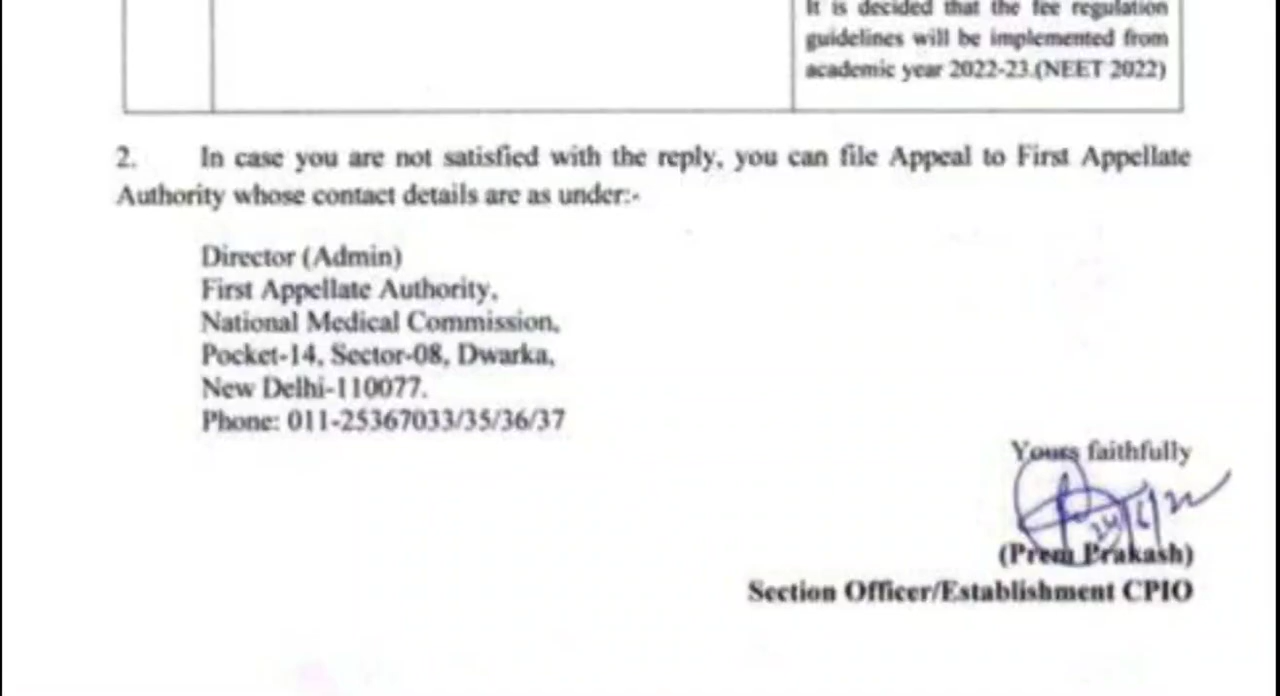 It is decided that the fee regulation
guidelines will be implemented from
academic year 2022-23.(NEET 2022)
2. In case you are not satisfied with the reply, you can file Appeal to First Appellate
Authority whose contact details are as under:-
Director (Admin)
First Appellate Authority,
National Medical Commission,
Pocket-14, Sector-08, Dwarka,
New Delhi-110077.
Phone: 011-25367033/35/36/37
Yours faithfully
24/6/22
(Prem Prakash)
Section Officer/Establishment CPIO